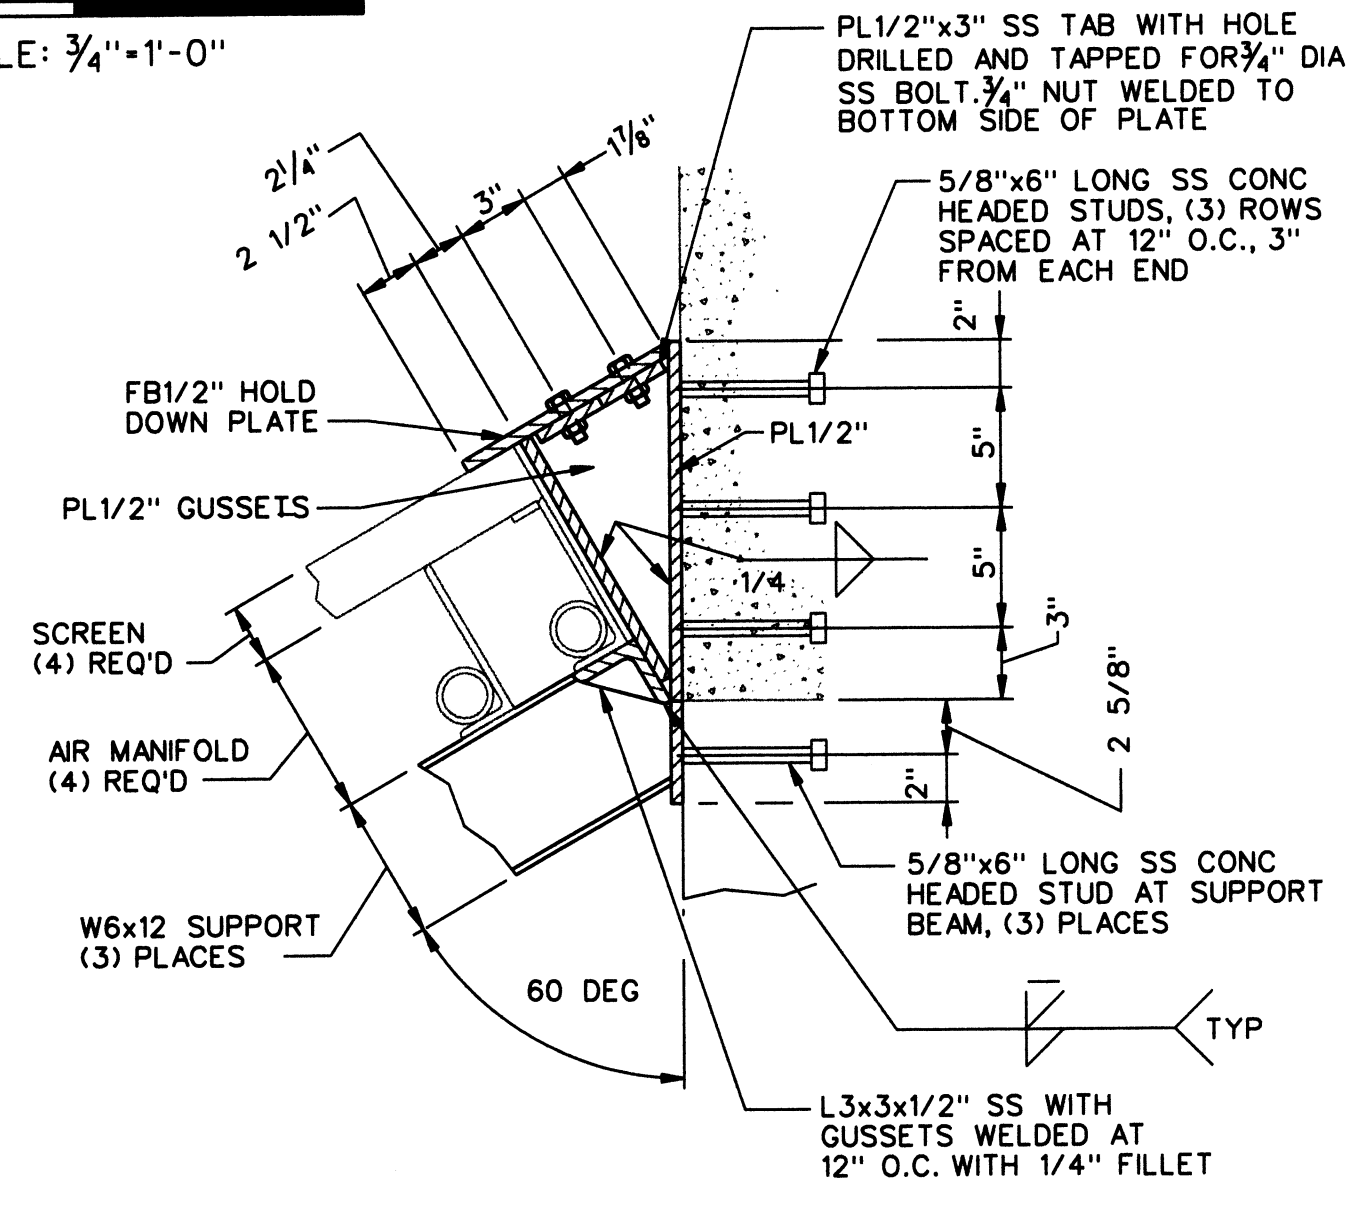 LE: 3/4"=1'-0"
PL1/2"x3" SS TAB WITH HOLE
DRILLED AND TAPPED FOR 3/4" DIA
SS BOLT. 3/4" NUT WELDED TO
BOTTOM SIDE OF PLATE
5/8"x6" LONG SS CONC
HEADED STUDS, (3) ROWS
SPACED AT 12" O.C., 3"
FROM EACH END
2 1/2"
2 1/4"
3"
1 7/8"
2"
FB1/2" HOLD
DOWN PLATE
PL1/2"
5"
PL1/2" GUSSETS
1/4
5"
3"
SCREEN
(4) REQ'D
2 5/8"
AIR MANIFOLD
(4) REQ'D
2"
5/8"x6" LONG SS CONC
HEADED STUD AT SUPPORT
BEAM, (3) PLACES
W6x12 SUPPORT
(3) PLACES
60 DEG
TYP
L3x3x1/2" SS WITH
GUSSETS WELDED AT
12" O.C. WITH 1/4" FILLET